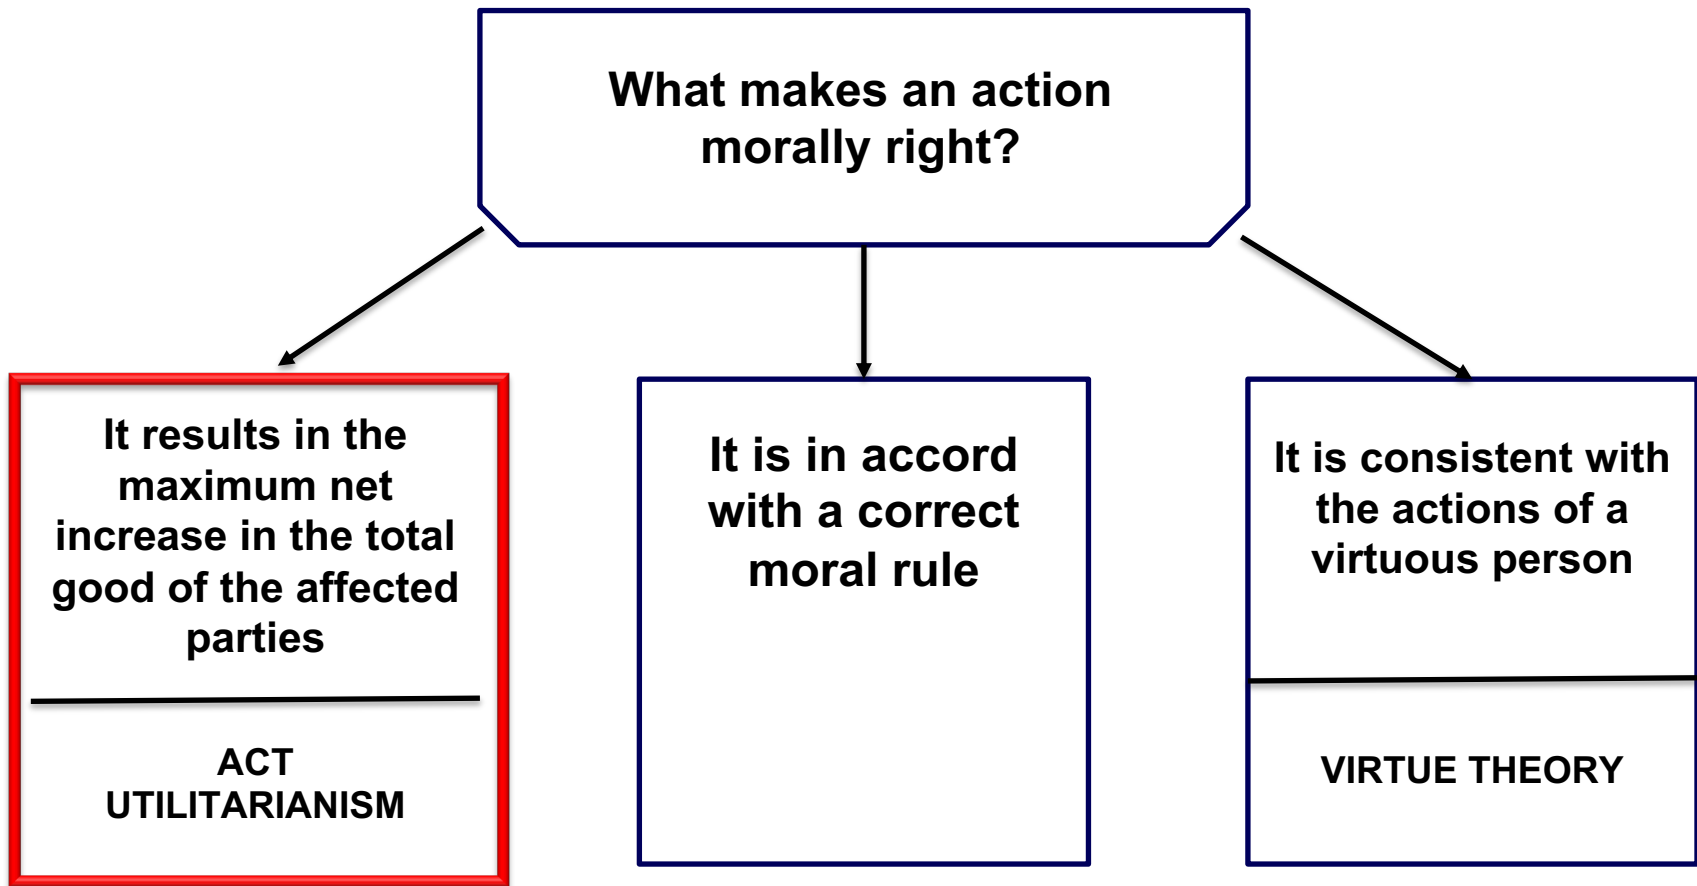 What makes an action
morally right?
It results in the
maximum net
increase in the total
good of the affected
parties
ACT
UTILITARIANISM
It is in accord
with a correct
moral rule
It is consistent with
the actions of a
virtuous person
VIRTUE THEORY